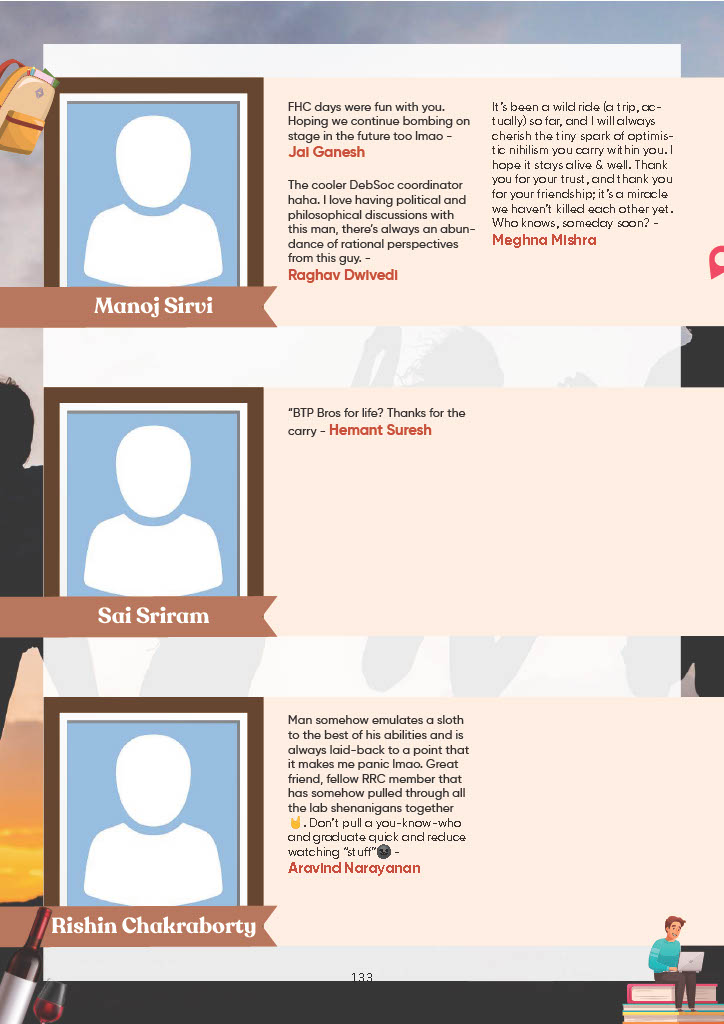 FHC days were fun with you.
Hoping we continue bombing on
stage in the future too lmao -
Jai Ganesh
The cooler DebSoc coordinator
haha. I love having political and
philosophical discussions with
this man, there's always an abun-
dance of rational perspectives
from this guy. -
Raghav Dwivedi
It's been a wild ride (a trip, ac-
tually) so far, and I will always
cherish the tiny spark of optimis-
tic nihilism you carry within you. I
hope it stays alive & well. Thank
you for your trust, and thank you
for your friendship; it's a miracle
we haven't killed each other yet.
Who knows, someday soon? -
Meghna Mishra
Manoj Sirvi
"BTP Bros for life? Thanks for the
carry - Hemant Suresh
Sai Sriram
Man somehow emulates a sloth
to the best of his abilities and is
always laid-back to a point that
it makes me panic lmao. Great
friend, fellow RRC member that
has somehow pulled through all
the lab shenanigans together
🤘. Don't pull a you-know-who
and graduate quick and reduce
watching "stuff"🌚 -
Aravind Narayanan
Rishin Chakraborty
133